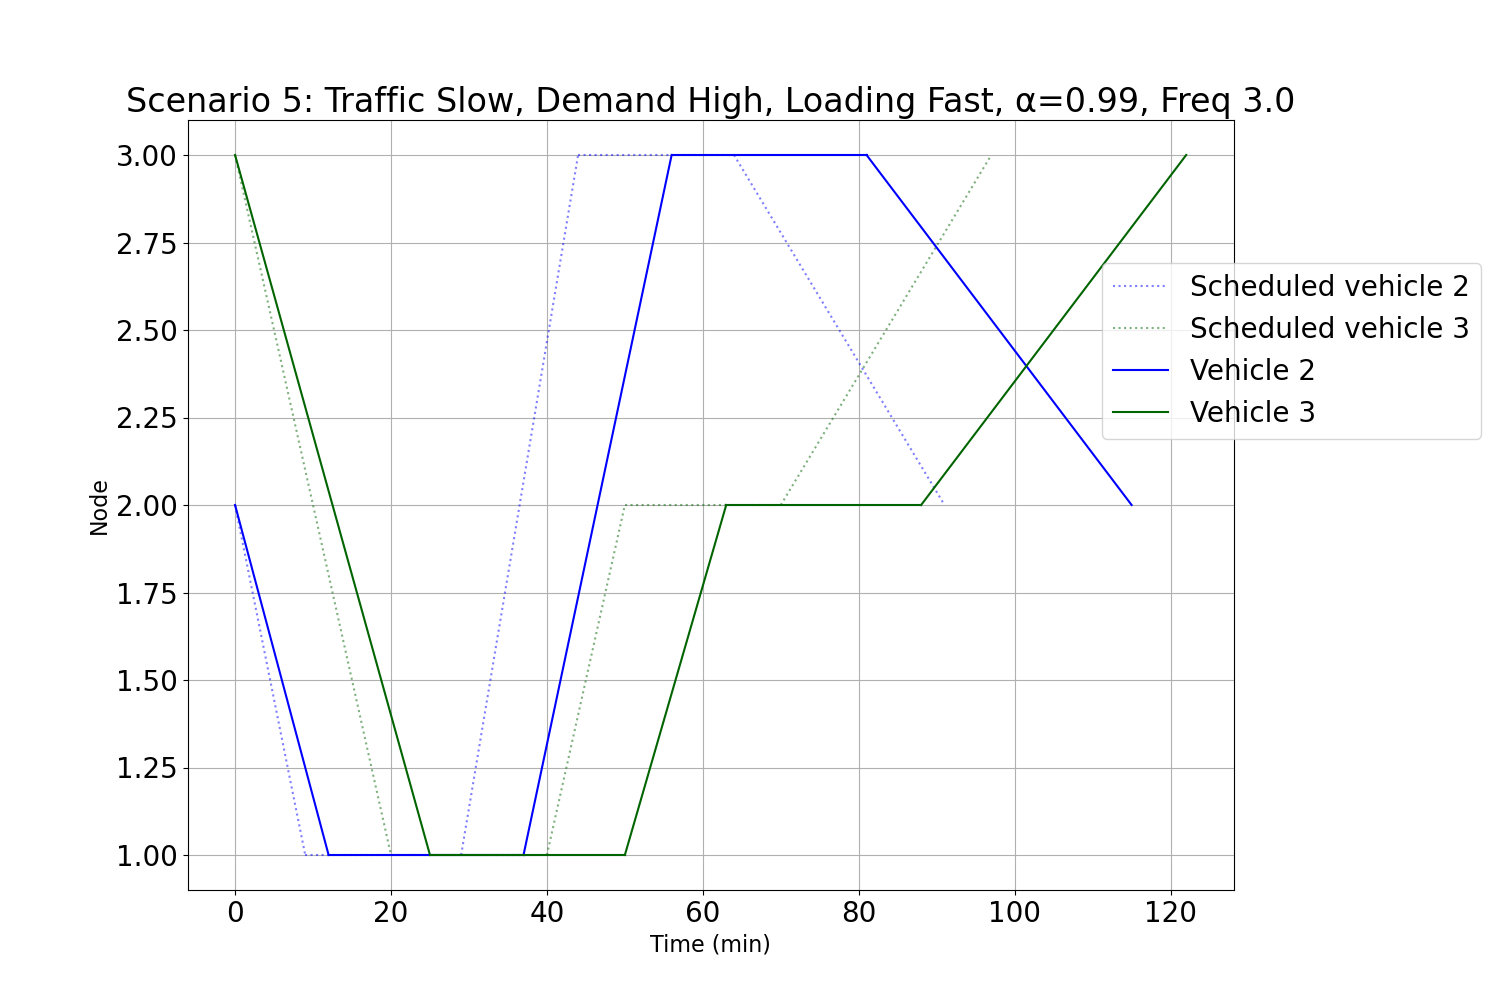 Scenario 5: Traffic Slow, Demand High, Loading Fast, α=0.99, Freq 3.0
3.00
2.75
2.50
2.25
2.00
1.75
1.50
1.25
1.00
Node
Scheduled vehicle 2
Scheduled vehicle 3
Vehicle 2
Vehicle 3
0 20 40 60 80 100 120
Time (min)